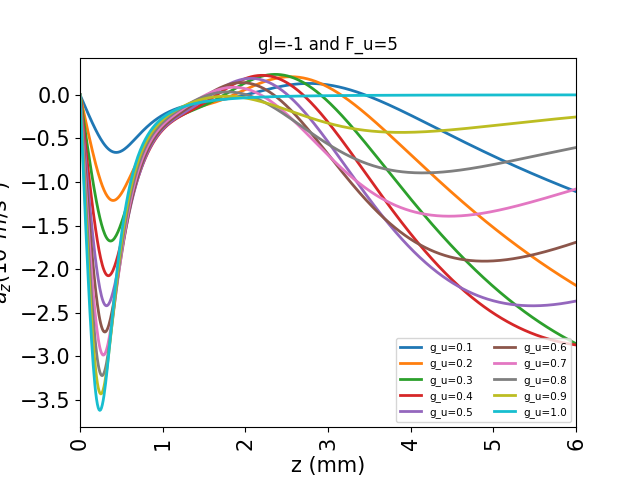 gl=-1 and F_u=5
0.0
−0.5
−1.0
−1.5
−2.0
−2.5
−3.0
−3.5
0 1 2 3 4 5 6
z (mm)
g_u=0.1 g_u=0.6
g_u=0.2 g_u=0.7
g_u=0.3 g_u=0.8
g_u=0.4 g_u=0.9
g_u=0.5 g_u=1.0